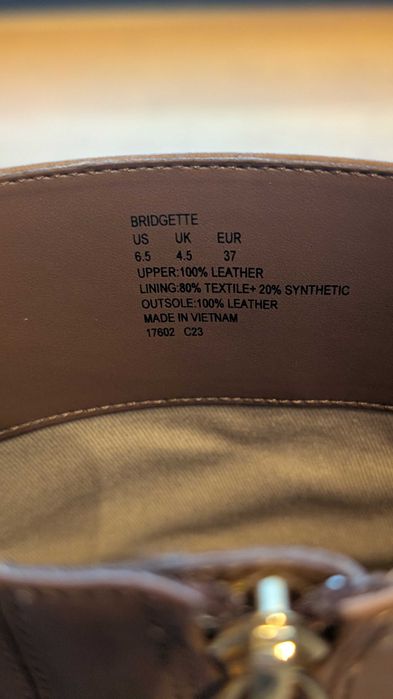 BRIDGETTE
US UK EUR
6.5 4.5 37
UPPER:100% LEATHER
LINING:80% TEXTILE+ 20% SYNTHETIC
OUTSOLE:100% LEATHER
MADE IN VIETNAM
17602 C23